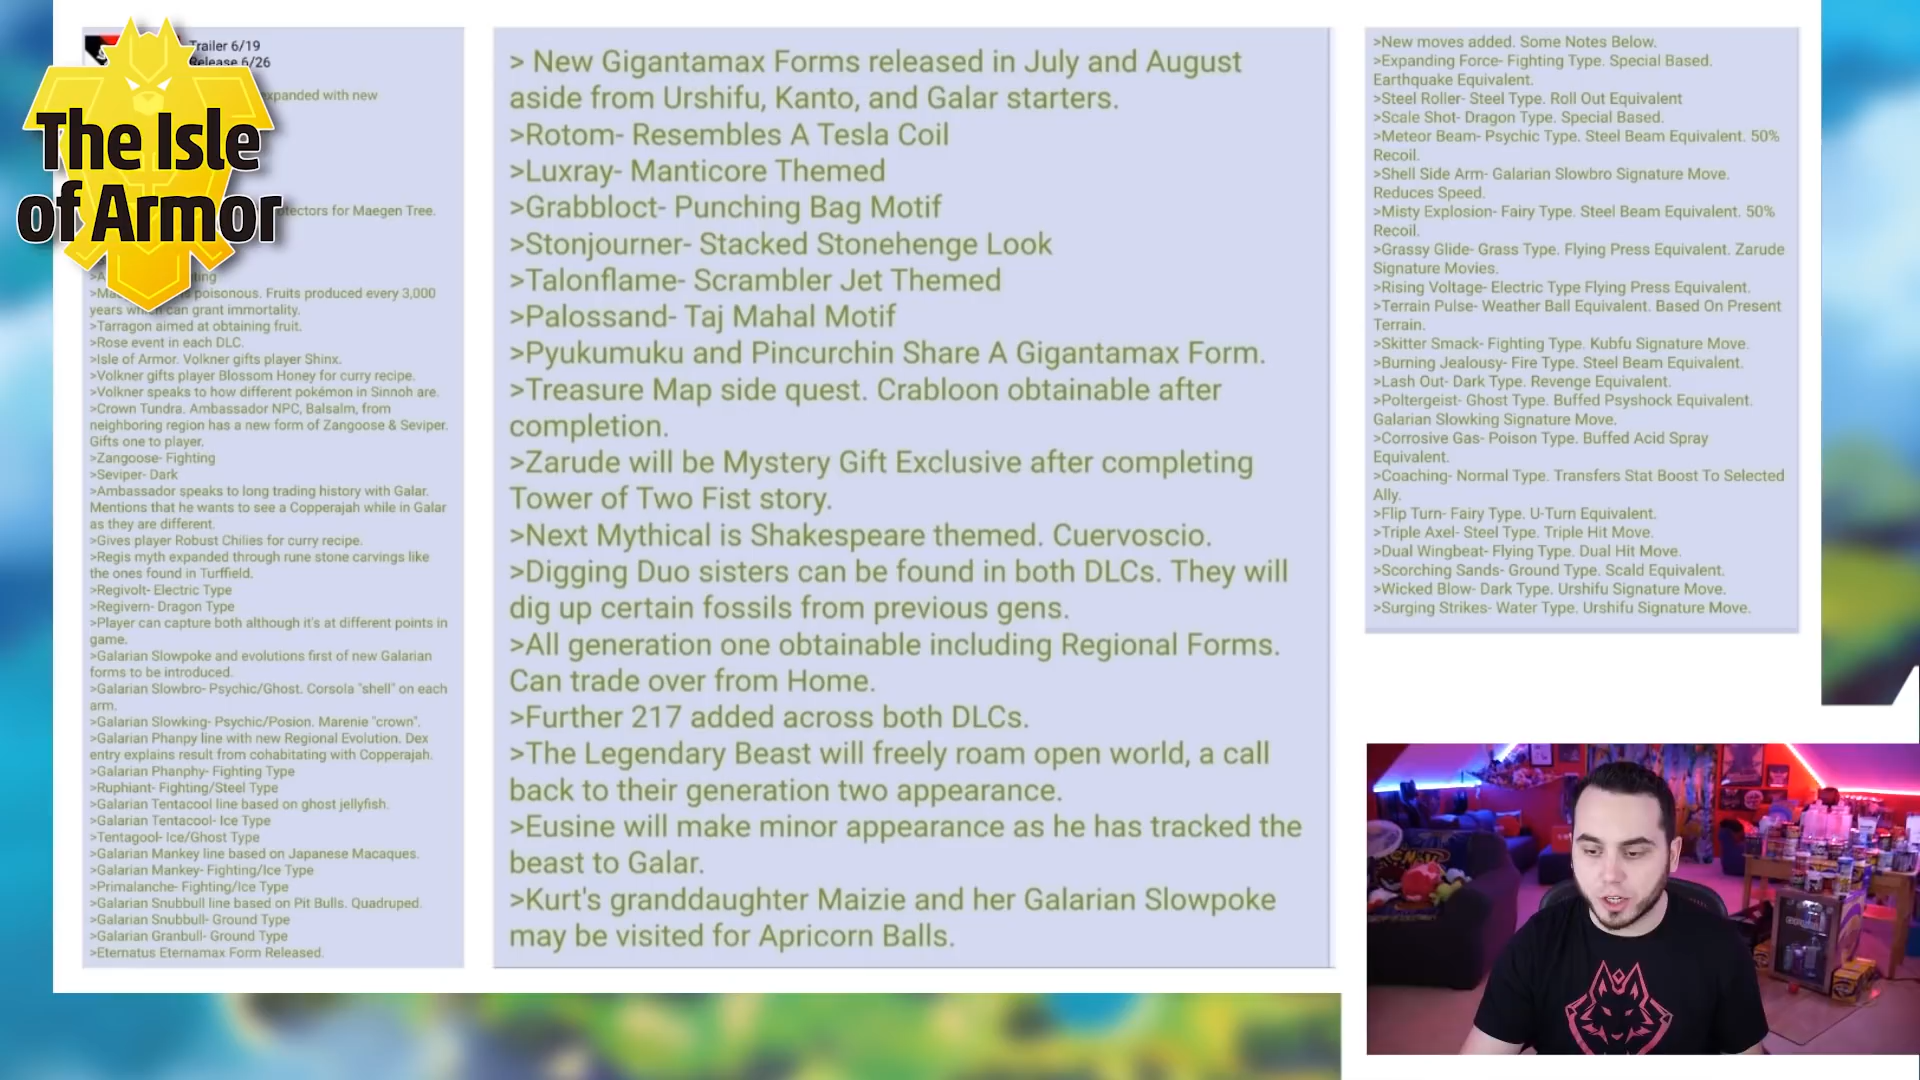 The Isle
of Armor
Trailer 6/19
Release 6/26
expanded with new
for Maegen Tree.
poisonous. Fruits produced every 3,000
years which can grant immortality.
>Tarragon aimed at obtaining fruit.
>Rose event in each DLC.
>Isle of Armor. Volkner gifts player Shinx.
>Volkner gifts player Blossom Honey for curry recipe.
>Volkner speaks to how different pokémon in Sinnoh are.
>Crown Tundra. Ambassador NPC, Balsalm, from
neighboring region has a new form of Zangoose & Seviper.
Gifts one to player.
>Zangoose- Fighting
>Seviper- Dark
>Ambassador speaks to long trading history with Galar.
Mentions that he wants to see a Copperajah while in Galar
as they are different.
>Gives player Robust Chilies for curry recipe.
>Regis myth expanded through rune stone carvings like
the ones found in Turffield.
>Regivolt- Electric Type
>Regivern- Dragon Type
>Player can capture both although it's at different points in
game.
>Galarian Slowpoke and evolutions first of new Galarian
forms to be introduced.
>Galarian Slowbro- Psychic/Ghost. Corsola "shell" on each
arm.
>Galarian Slowking- Psychic/Posion. Marenie "crown".
>Galarian Phanpy line with new Regional Evolution. Dex
entry explains result from cohabitating with Copperajah.
>Galarian Phanphy- Fighting Type
>Ruphiant- Fighting/Steel Type
>Galarian Tentacool line based on ghost jellyfish.
>Galarian Tentacool- Ice Type
>Tentagool- Ice/Ghost Type
>Galarian Mankey line based on Japanese Macaques.
>Galarian Mankey- Fighting/Ice Type
>Primalanche- Fighting/Ice Type
>Galarian Snubbull line based on Pit Bulls. Quadruped.
>Galarian Snubbull- Ground Type
>Galarian Granbull- Ground Type
>Eternatus Eternamax Form Released.
> New Gigantamax Forms released in July and August
aside from Urshifu, Kanto, and Galar starters.
>Rotom- Resembles A Tesla Coil
>Luxray- Manticore Themed
>Grabbloct- Punching Bag Motif
>Stonjourner- Stacked Stonehenge Look
>Talonflame- Scrambler Jet Themed
>Palossand- Taj Mahal Motif
>Pyukumuku and Pincurchin Share A Gigantamax Form.
>Treasure Map side quest. Crabloon obtainable after
completion.
>Zarude will be Mystery Gift Exclusive after completing
Tower of Two Fist story.
>Next Mythical is Shakespeare themed. Cuervoscio.
>Digging Duo sisters can be found in both DLCs. They will
dig up certain fossils from previous gens.
>All generation one obtainable including Regional Forms.
Can trade over from Home.
>Further 217 added across both DLCs.
>The Legendary Beast will freely roam open world, a call
back to their generation two appearance.
>Eusine will make minor appearance as he has tracked the
beast to Galar.
>Kurt's granddaughter Maizie and her Galarian Slowpoke
may be visited for Apricorn Balls.
>New moves added. Some Notes Below.
>Expanding Force- Fighting Type. Special Based.
Earthquake Equivalent.
>Steel Roller- Steel Type. Roll Out Equivalent
>Scale Shot- Dragon Type. Special Based.
>Meteor Beam- Psychic Type. Steel Beam Equivalent. 50%
Recoil.
>Shell Side Arm- Galarian Slowbro Signature Move.
Reduces Speed.
>Misty Explosion- Fairy Type. Steel Beam Equivalent. 50%
Recoil.
>Grassy Glide- Grass Type. Flying Press Equivalent. Zarude
Signature Movies.
>Rising Voltage- Electric Type Flying Press Equivalent.
>Terrain Pulse- Weather Ball Equivalent. Based On Present
Terrain.
>Skitter Smack- Fighting Type. Kubfu Signature Move.
>Burning Jealousy- Fire Type. Steel Beam Equivalent.
>Lash Out- Dark Type. Revenge Equivalent.
>Poltergeist- Ghost Type. Buffed Psyshock Equivalent.
Galarian Slowking Signature Move.
>Corrosive Gas- Poison Type. Buffed Acid Spray
Equivalent.
>Coaching- Normal Type. Transfers Stat Boost To Selected
Ally.
>Flip Turn- Fairy Type. U-Turn Equivalent.
>Triple Axel- Steel Type. Triple Hit Move.
>Dual Wingbeat- Flying Type. Dual Hit Move.
>Scorching Sands- Ground Type. Scald Equivalent.
>Wicked Blow- Dark Type. Urshifu Signature Move.
>Surging Strikes- Water Type. Urshifu Signature Move.